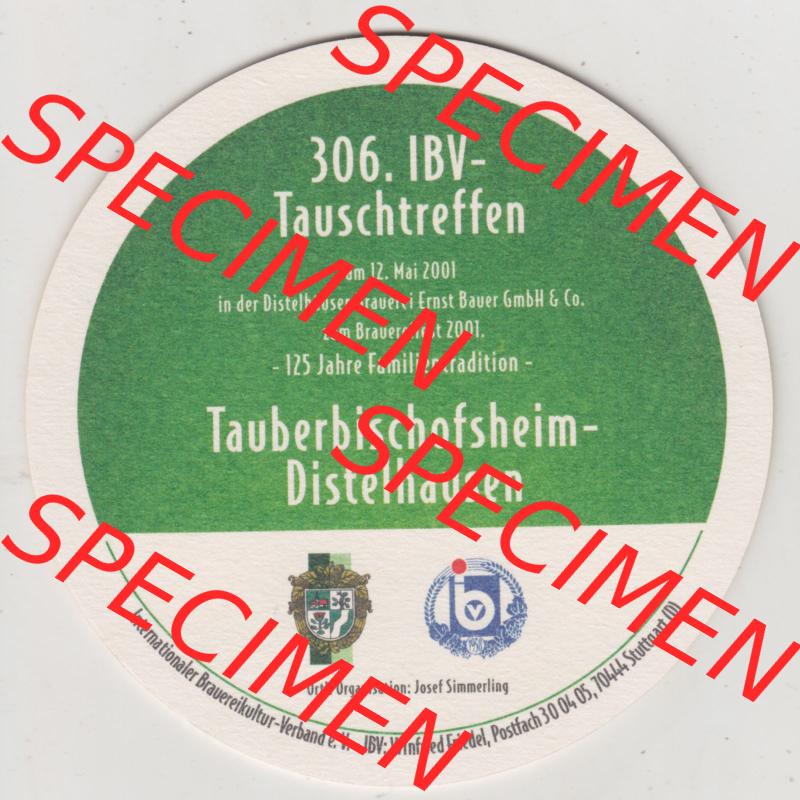 306. IBV-
Tauschtreffen
am 12. Mai 2001
in der Distelhäuser Brauerei Ernst Bauer GmbH & Co.
zum Brauereifest 2001.
- 125 Jahre Familientradition -
Tauberbischofsheim-
Distelhausen
ibv
Örtl. Organisation: Josef Simmerling
Internationaler Brauereikultur-Verband e. V. IBV: Winfried Friedel, Postfach 30 04 05, 70444 Stuttgart (D)
SPECIMEN
SPECIMEN
SPECIMEN
SPECIMEN